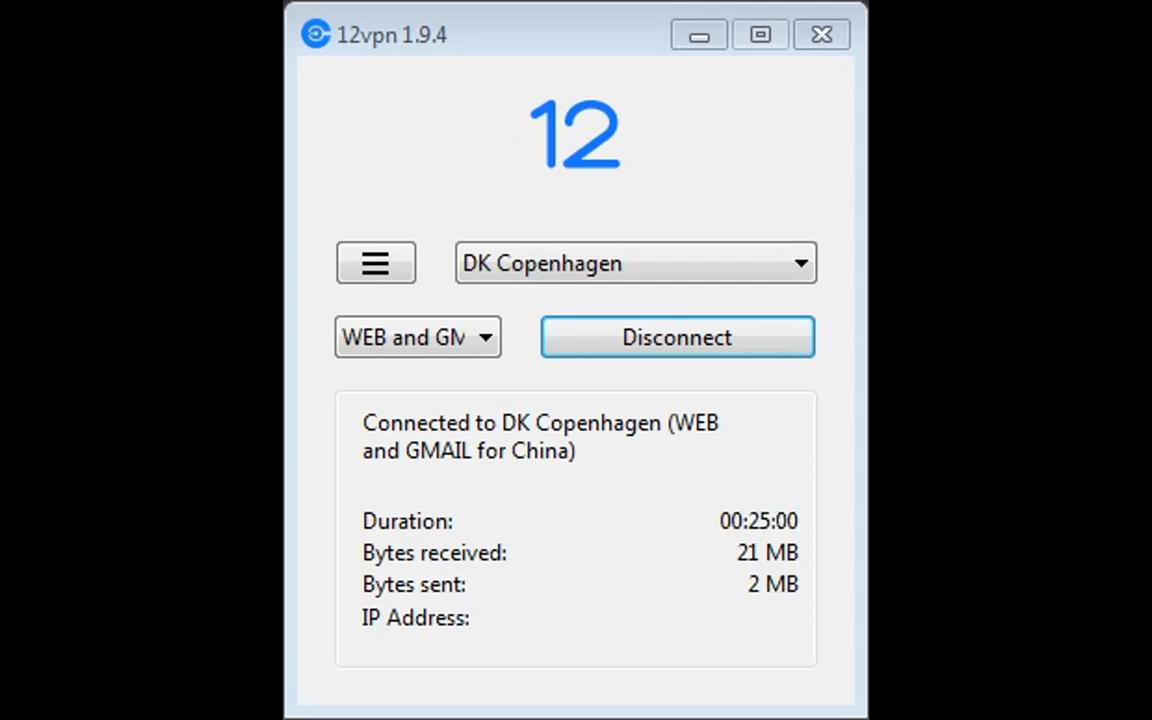 12vpn 1.9.4
12
DK Copenhagen
WEB and GM
Disconnect
Connected to DK Copenhagen (WEB
and GMAIL for China)
Duration: 00:25:00
Bytes received: 21 MB
Bytes sent: 2 MB
IP Address: